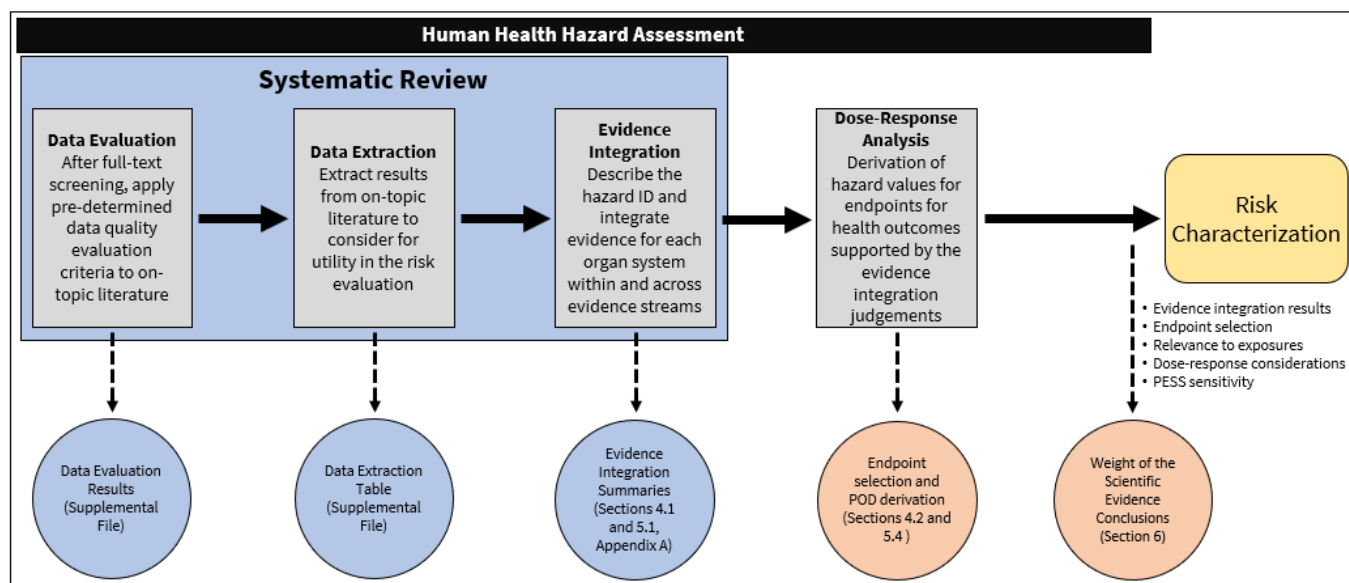 Human Health Hazard Assessment
Systematic Review
Data Evaluation
After full-text
screening, apply
pre-determined
data quality
evaluation
criteria to on-
topic literature
Data Extraction
Extract results
from on-topic
literature to
consider for
utility in the risk
evaluation
Evidence
Integration
Describe the
hazard ID and
integrate
evidence for each
organ system
within and across
evidence streams
Dose-Response
Analysis
Derivation of
hazard values for
endpoints for
health outcomes
supported by the
evidence
integration
judgements
Risk
Characterization
• Evidence integration results
• Endpoint selection
• Relevance to exposures
• Dose-response considerations
• PESS sensitivity
Data Evaluation
Results
(Supplemental
File)
Data Extraction
Table
(Supplemental
File)
Evidence
Integration
Summaries
(Sections 4.1
and 5.1,
Appendix A)
Endpoint
selection and
POD derivation
(Sections 4.2 and
5.4 )
Weight of the
Scientific
Evidence
Conclusions
(Section 6)